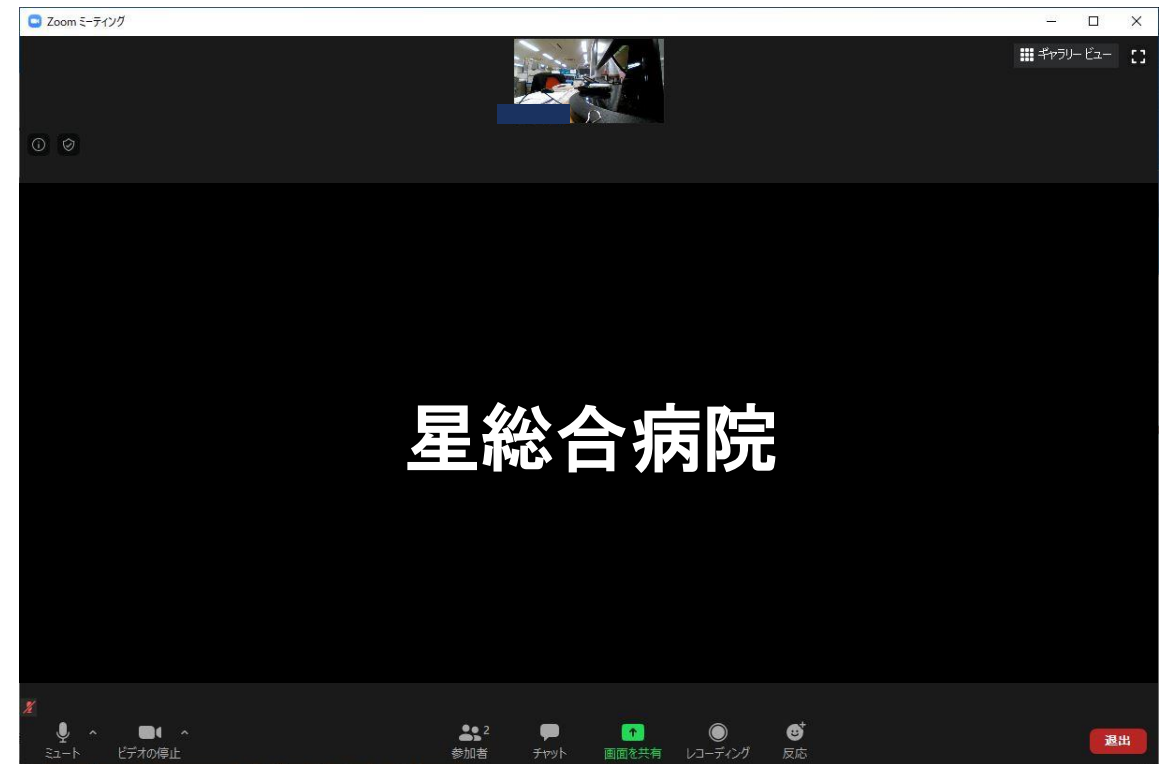 Zoom ミーティング
ギャラリー ビュー
星総合病院
ミュート
ビデオの停止
2
参加者
チャット
画面を共有
レコーディング
反応
退出